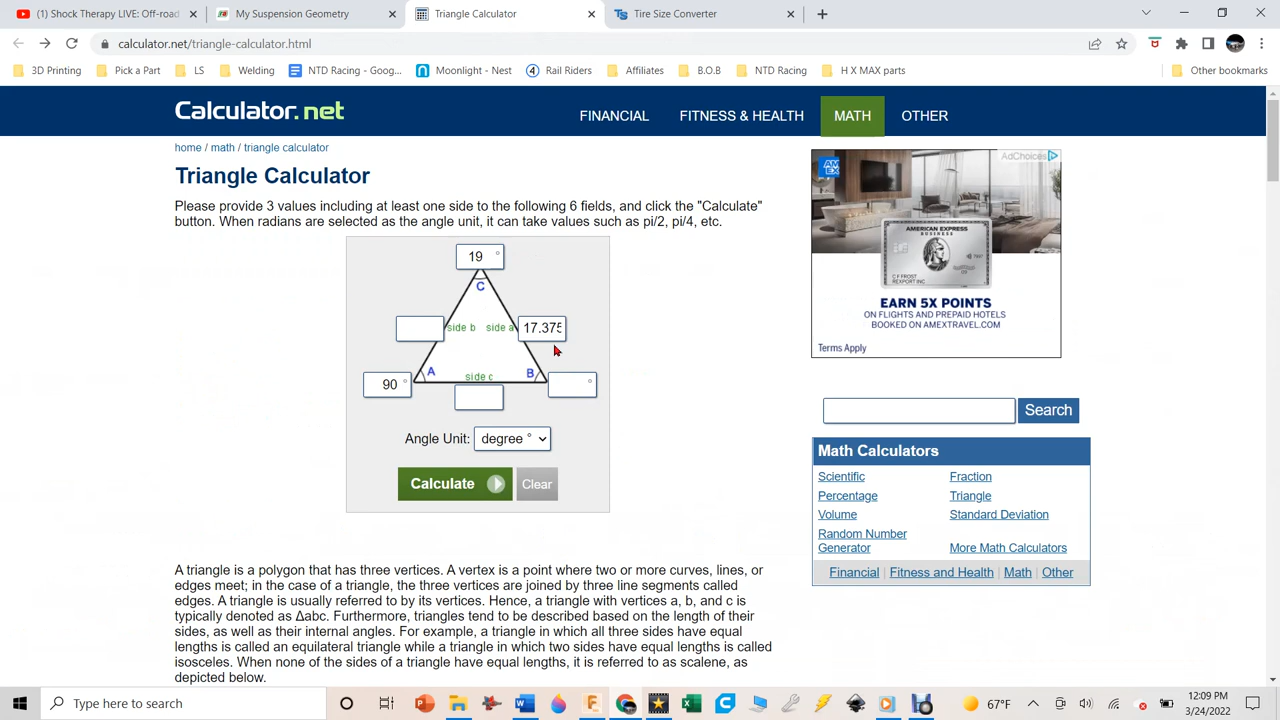 Shock Therapy LIVE: Off-road
My Suspension Geometry
Triangle Calculator
Tire Size Converter
calculator.net/triangle-calculator.html
3D Printing
Pick a Part
LS
Welding
NTD Racing - Goog...
Moonlight - Nest
Rail Riders
Affiliates
B.O.B
NTD Racing
H X MAX parts
Other bookmarks
Calculator.net
FINANCIAL
FITNESS & HEALTH
MATH
OTHER
home / math / triangle calculator
Triangle Calculator
Please provide 3 values including at least one side to the following 6 fields, and click the "Calculate"
button. When radians are selected as the angle unit, it can take values such as pi/2, pi/4, etc.
19 °
C
side b
side a
17.375
90 °
A
side c
B
°
Angle Unit:
degree °
Calculate
Clear
A triangle is a polygon that has three vertices. A vertex is a point where two or more curves, lines, or
edges meet; in the case of a triangle, the three vertices are joined by three line segments called
edges. A triangle is usually referred to by its vertices. Hence, a triangle with vertices a, b, and c is
typically denoted as Δabc. Furthermore, triangles tend to be described based on the length of their
sides, as well as their internal angles. For example, a triangle in which all three sides have equal
lengths is called an equilateral triangle while a triangle in which two sides have equal lengths is called
isosceles. When none of the sides of a triangle have equal lengths, it is referred to as scalene, as
depicted below.
AdChoices
AM
EX
AMERICAN EXPRESS
BUSINESS
C F FROST
REXPORT INC
EARN 5X POINTS
ON FLIGHTS AND PREPAID HOTELS
BOOKED ON AMEXTRAVEL.COM
Terms Apply
Search
Math Calculators
Scientific
Fraction
Percentage
Triangle
Volume
Standard Deviation
Random Number
Generator
More Math Calculators
Financial | Fitness and Health | Math | Other
Type here to search
67°F
12:09 PM
3/24/2022